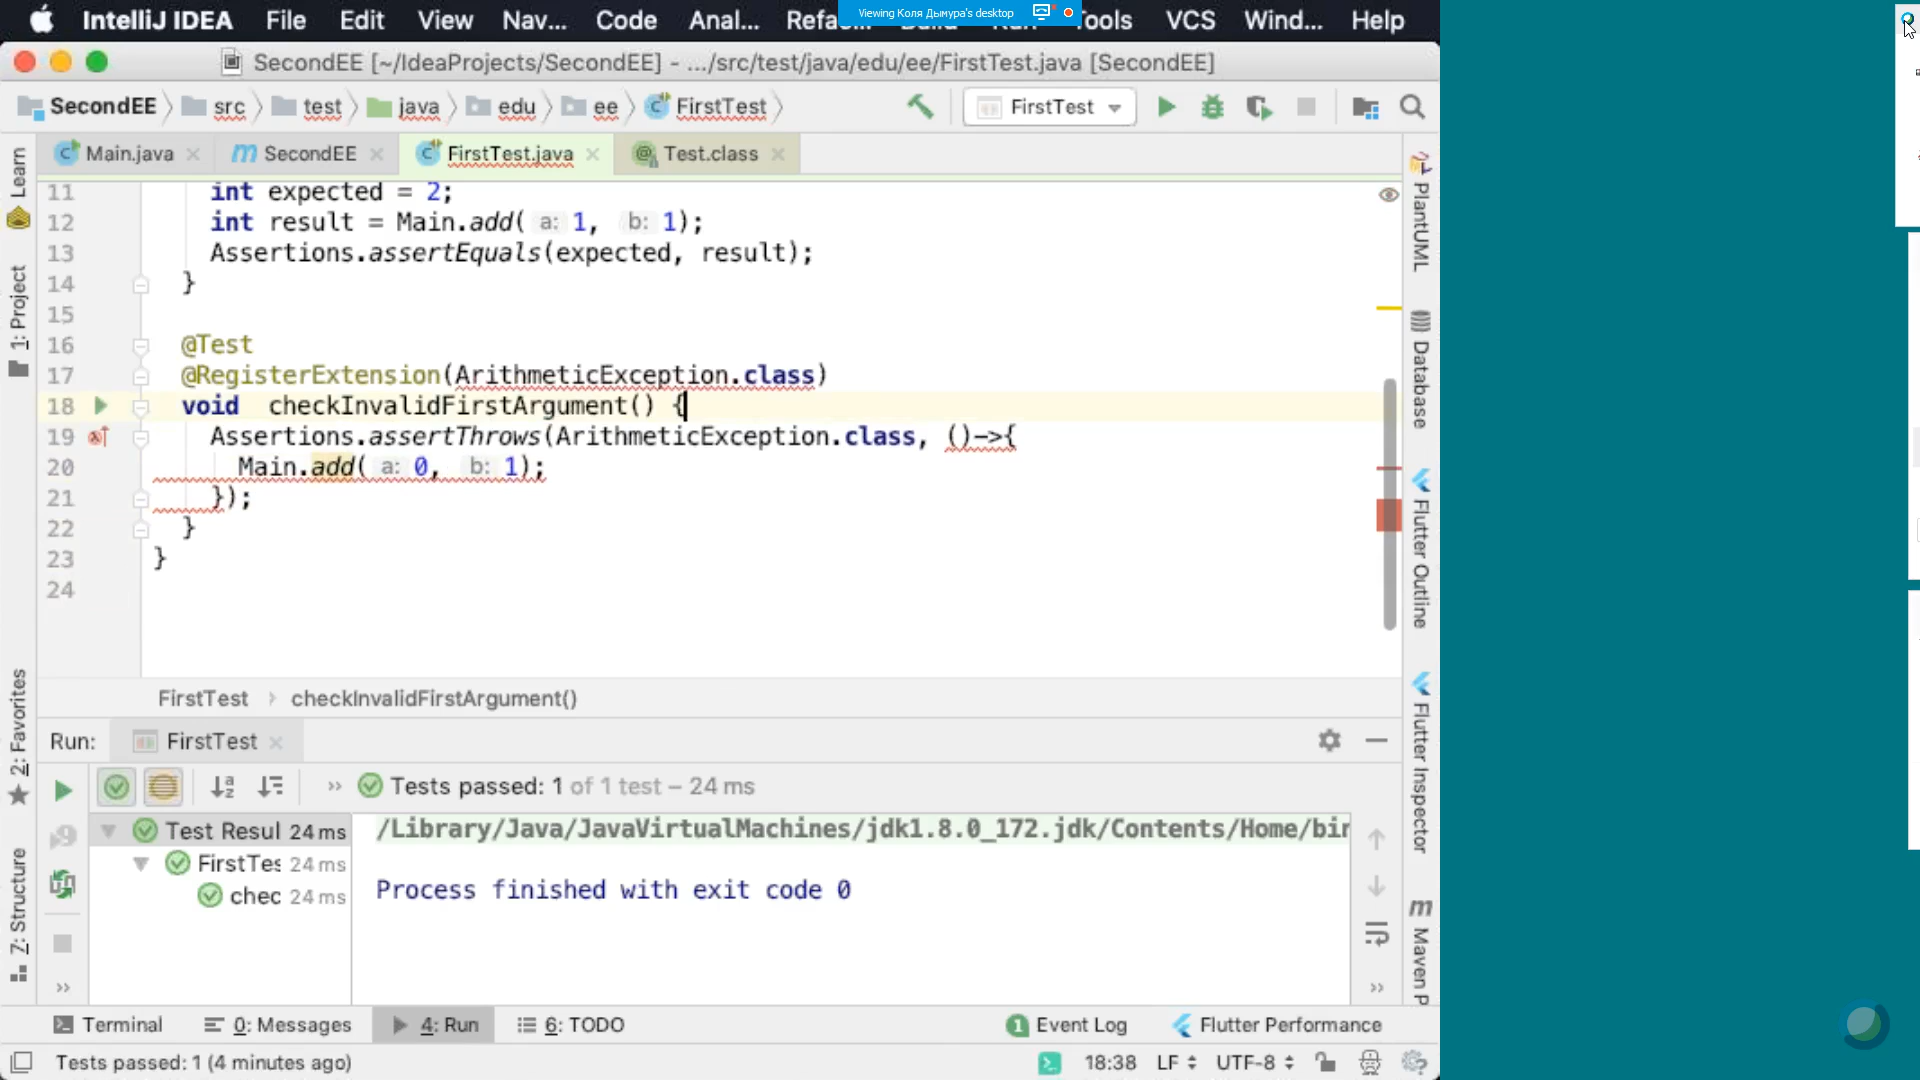 IntelliJ IDEA File Edit View Nav... Code Anal... Refa... Build Run Tools VCS Wind... Help
Viewing Коля Дымура's desktop
SecondEE [~/IdeaProjects/SecondEE] - .../src/test/java/edu/ee/FirstTest.java [SecondEE]
SecondEE src test java edu ee FirstTest FirstTest
Main.java SecondEE FirstTest.java Test.class
11 int expected = 2;
12 int result = Main.add( a: 1, b: 1);
13 Assertions.assertEquals(expected, result);
14 }
15
16 @Test
17 @RegisterExtension(ArithmeticException.class)
18 void checkInvalidFirstArgument() {
19 Assertions.assertThrows(ArithmeticException.class, ()->{
20 Main.add( a: 0, b: 1);
21 });
22 }
23 }
24
Learn
1: Project
2: Favorites
7: Structure
PlantUML
Database
Flutter Outline
Flutter Inspector
Maven P
FirstTest › checkInvalidFirstArgument()
Run: FirstTest
Tests passed: 1 of 1 test – 24 ms
Test Resul 24 ms
FirstTes 24 ms
chec 24 ms
/Library/Java/JavaVirtualMachines/jdk1.8.0_172.jdk/Contents/Home/bir
Process finished with exit code 0
Terminal 0: Messages 4: Run 6: TODO 1 Event Log Flutter Performance
Tests passed: 1 (4 minutes ago) 18:38 LF UTF-8